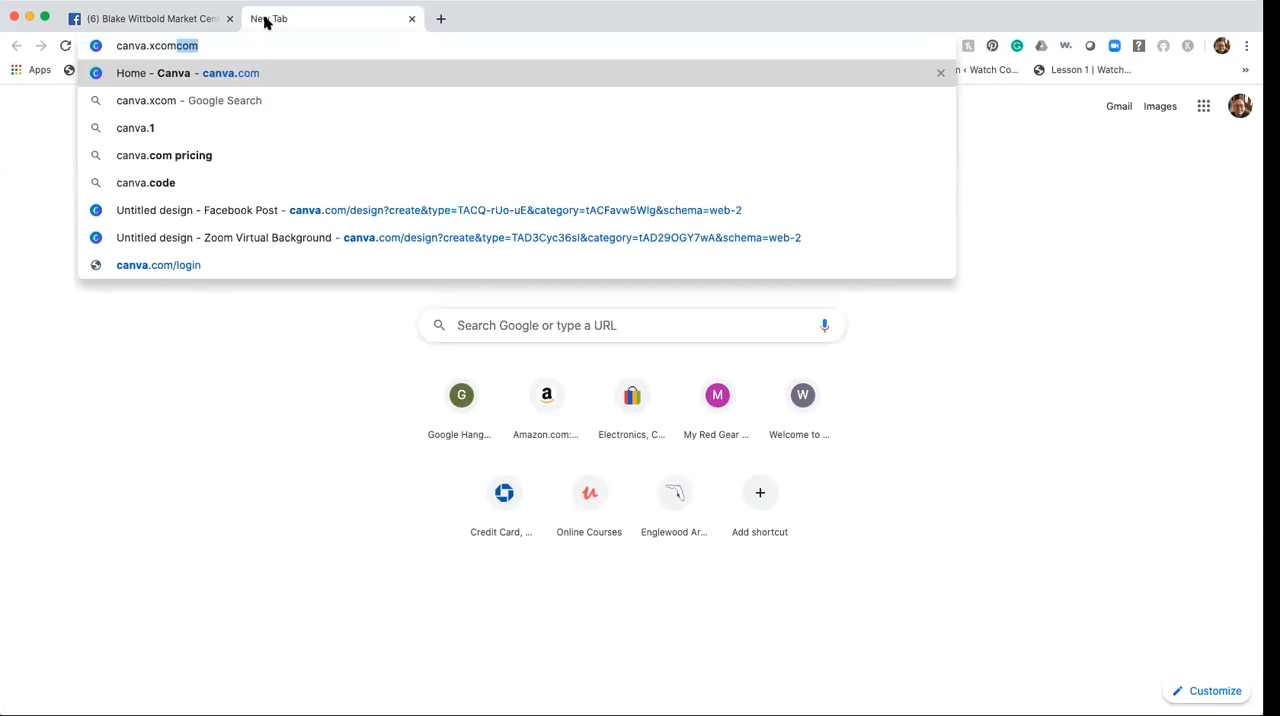 (6) Blake Wittbold Market Cen
New Tab
canva.xcomcom
Apps
n ‹ Watch Co...
Lesson 1 | Watch...
»
Home - Canva - canva.com
canva.xcom - Google Search
canva.1
canva.com pricing
canva.code
Untitled design - Facebook Post - canva.com/design?create&type=TACQ-rUo-uE&category=tACFavw5WIg&schema=web-2
Untitled design - Zoom Virtual Background - canva.com/design?create&type=TAD3Cyc36sI&category=tAD29OGY7wA&schema=web-2
canva.com/login
Gmail Images
Search Google or type a URL
G a M W
Google Hang... Amazon.com:... Electronics, C... My Red Gear ... Welcome to ...
Credit Card, ... Online Courses Englewood Ar... Add shortcut
Customize